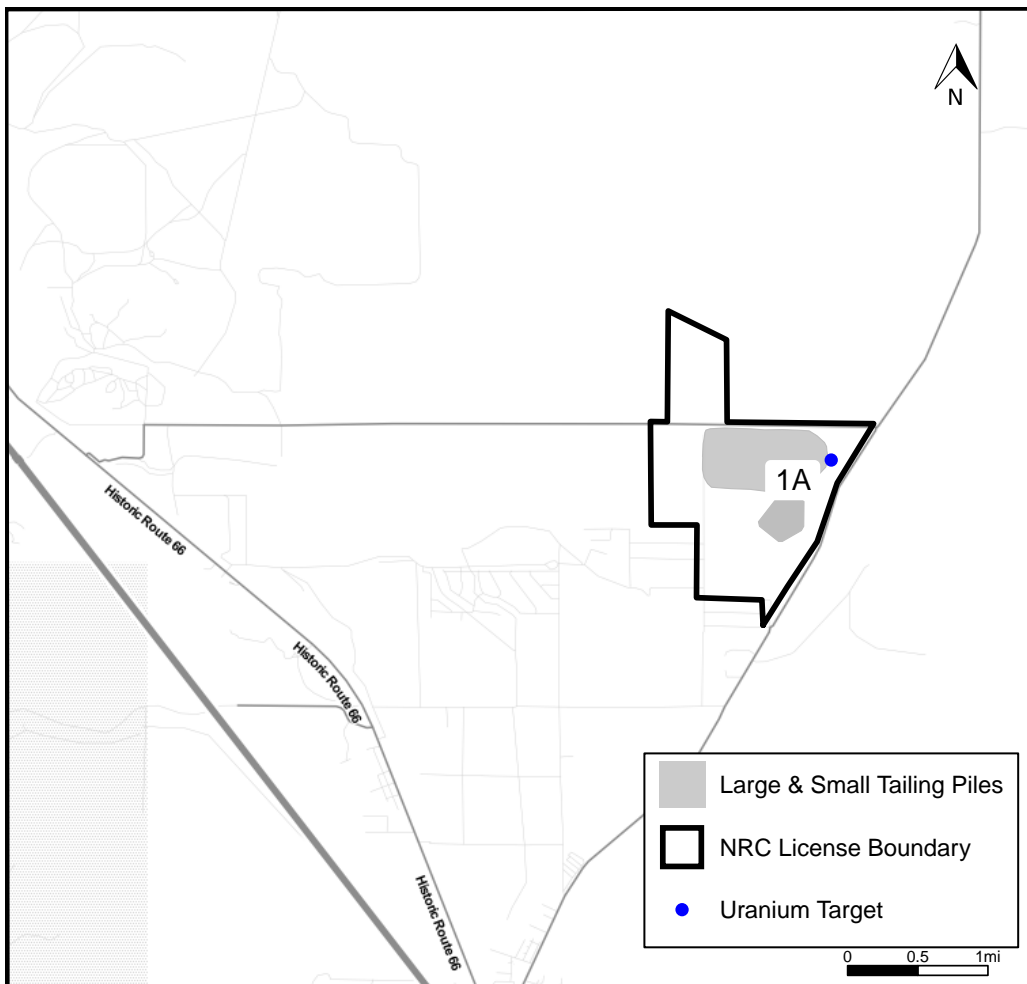 N
1A
Historic Route 66
Historic Route 66
Historic Route 66
Large & Small Tailing Piles
NRC License Boundary
Uranium Target
0 0.5 1mi